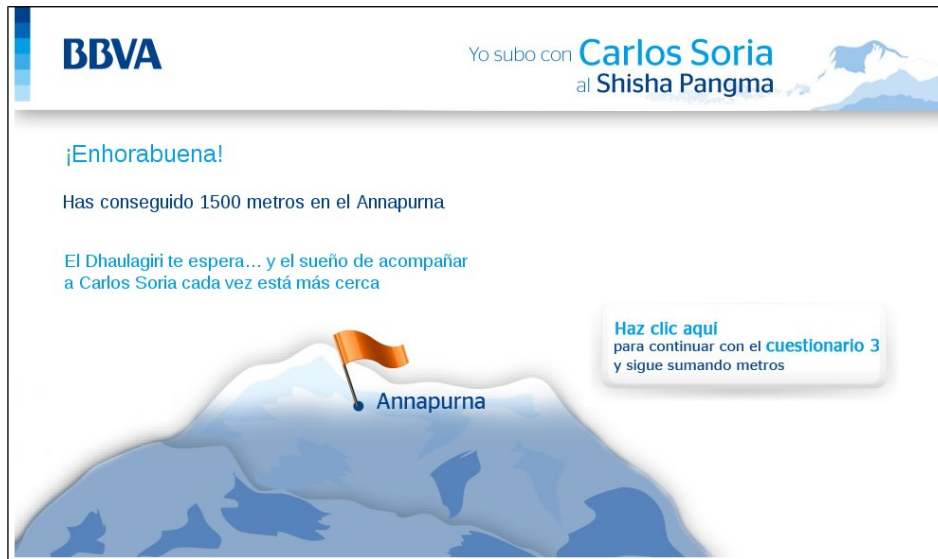 BBVA
Yo subo con Carlos Soria
al Shisha Pangma
¡Enhorabuena!
Has conseguido 1500 metros en el Annapurna
El Dhaulagiri te espera… y el sueño de acompañar
a Carlos Soria cada vez está más cerca
Haz clic aquí
para continuar con el cuestionario 3
y sigue sumando metros
Annapurna